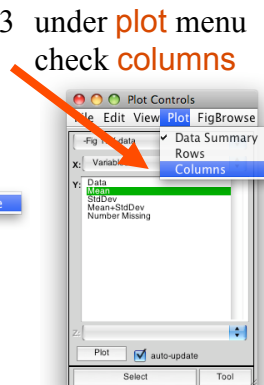 3 under plot menu
check columns
Plot Controls
File Edit View Plot FigBrowse
Data Summary
Rows
Columns
X: Variable
Y: Data
Mean
StdDev
Mean+StdDev
Number Missing
Z:
Plot auto-update
Select Tool